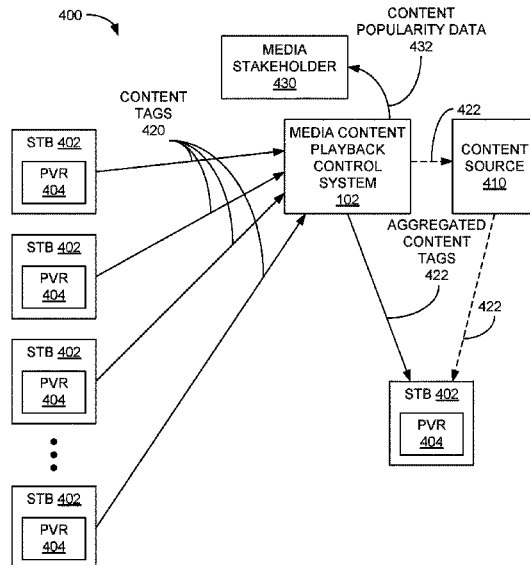 400
CONTENT
POPULARITY DATA
432
MEDIA
STAKEHOLDER
430
CONTENT
TAGS
420
422
STB 402
PVR
404
MEDIA CONTENT
PLAYBACK
CONTROL
SYSTEM
102
CONTENT
SOURCE
410
STB 402
PVR
404
AGGREGATED
CONTENT
TAGS
422
422
STB 402
PVR
404
STB 402
PVR
404
STB 402
PVR
404